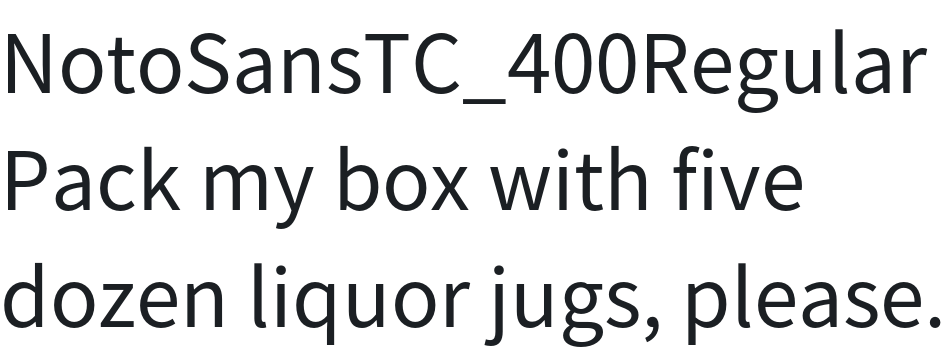 NotoSansTC_400Regular
Pack my box with five
dozen liquor jugs, please.